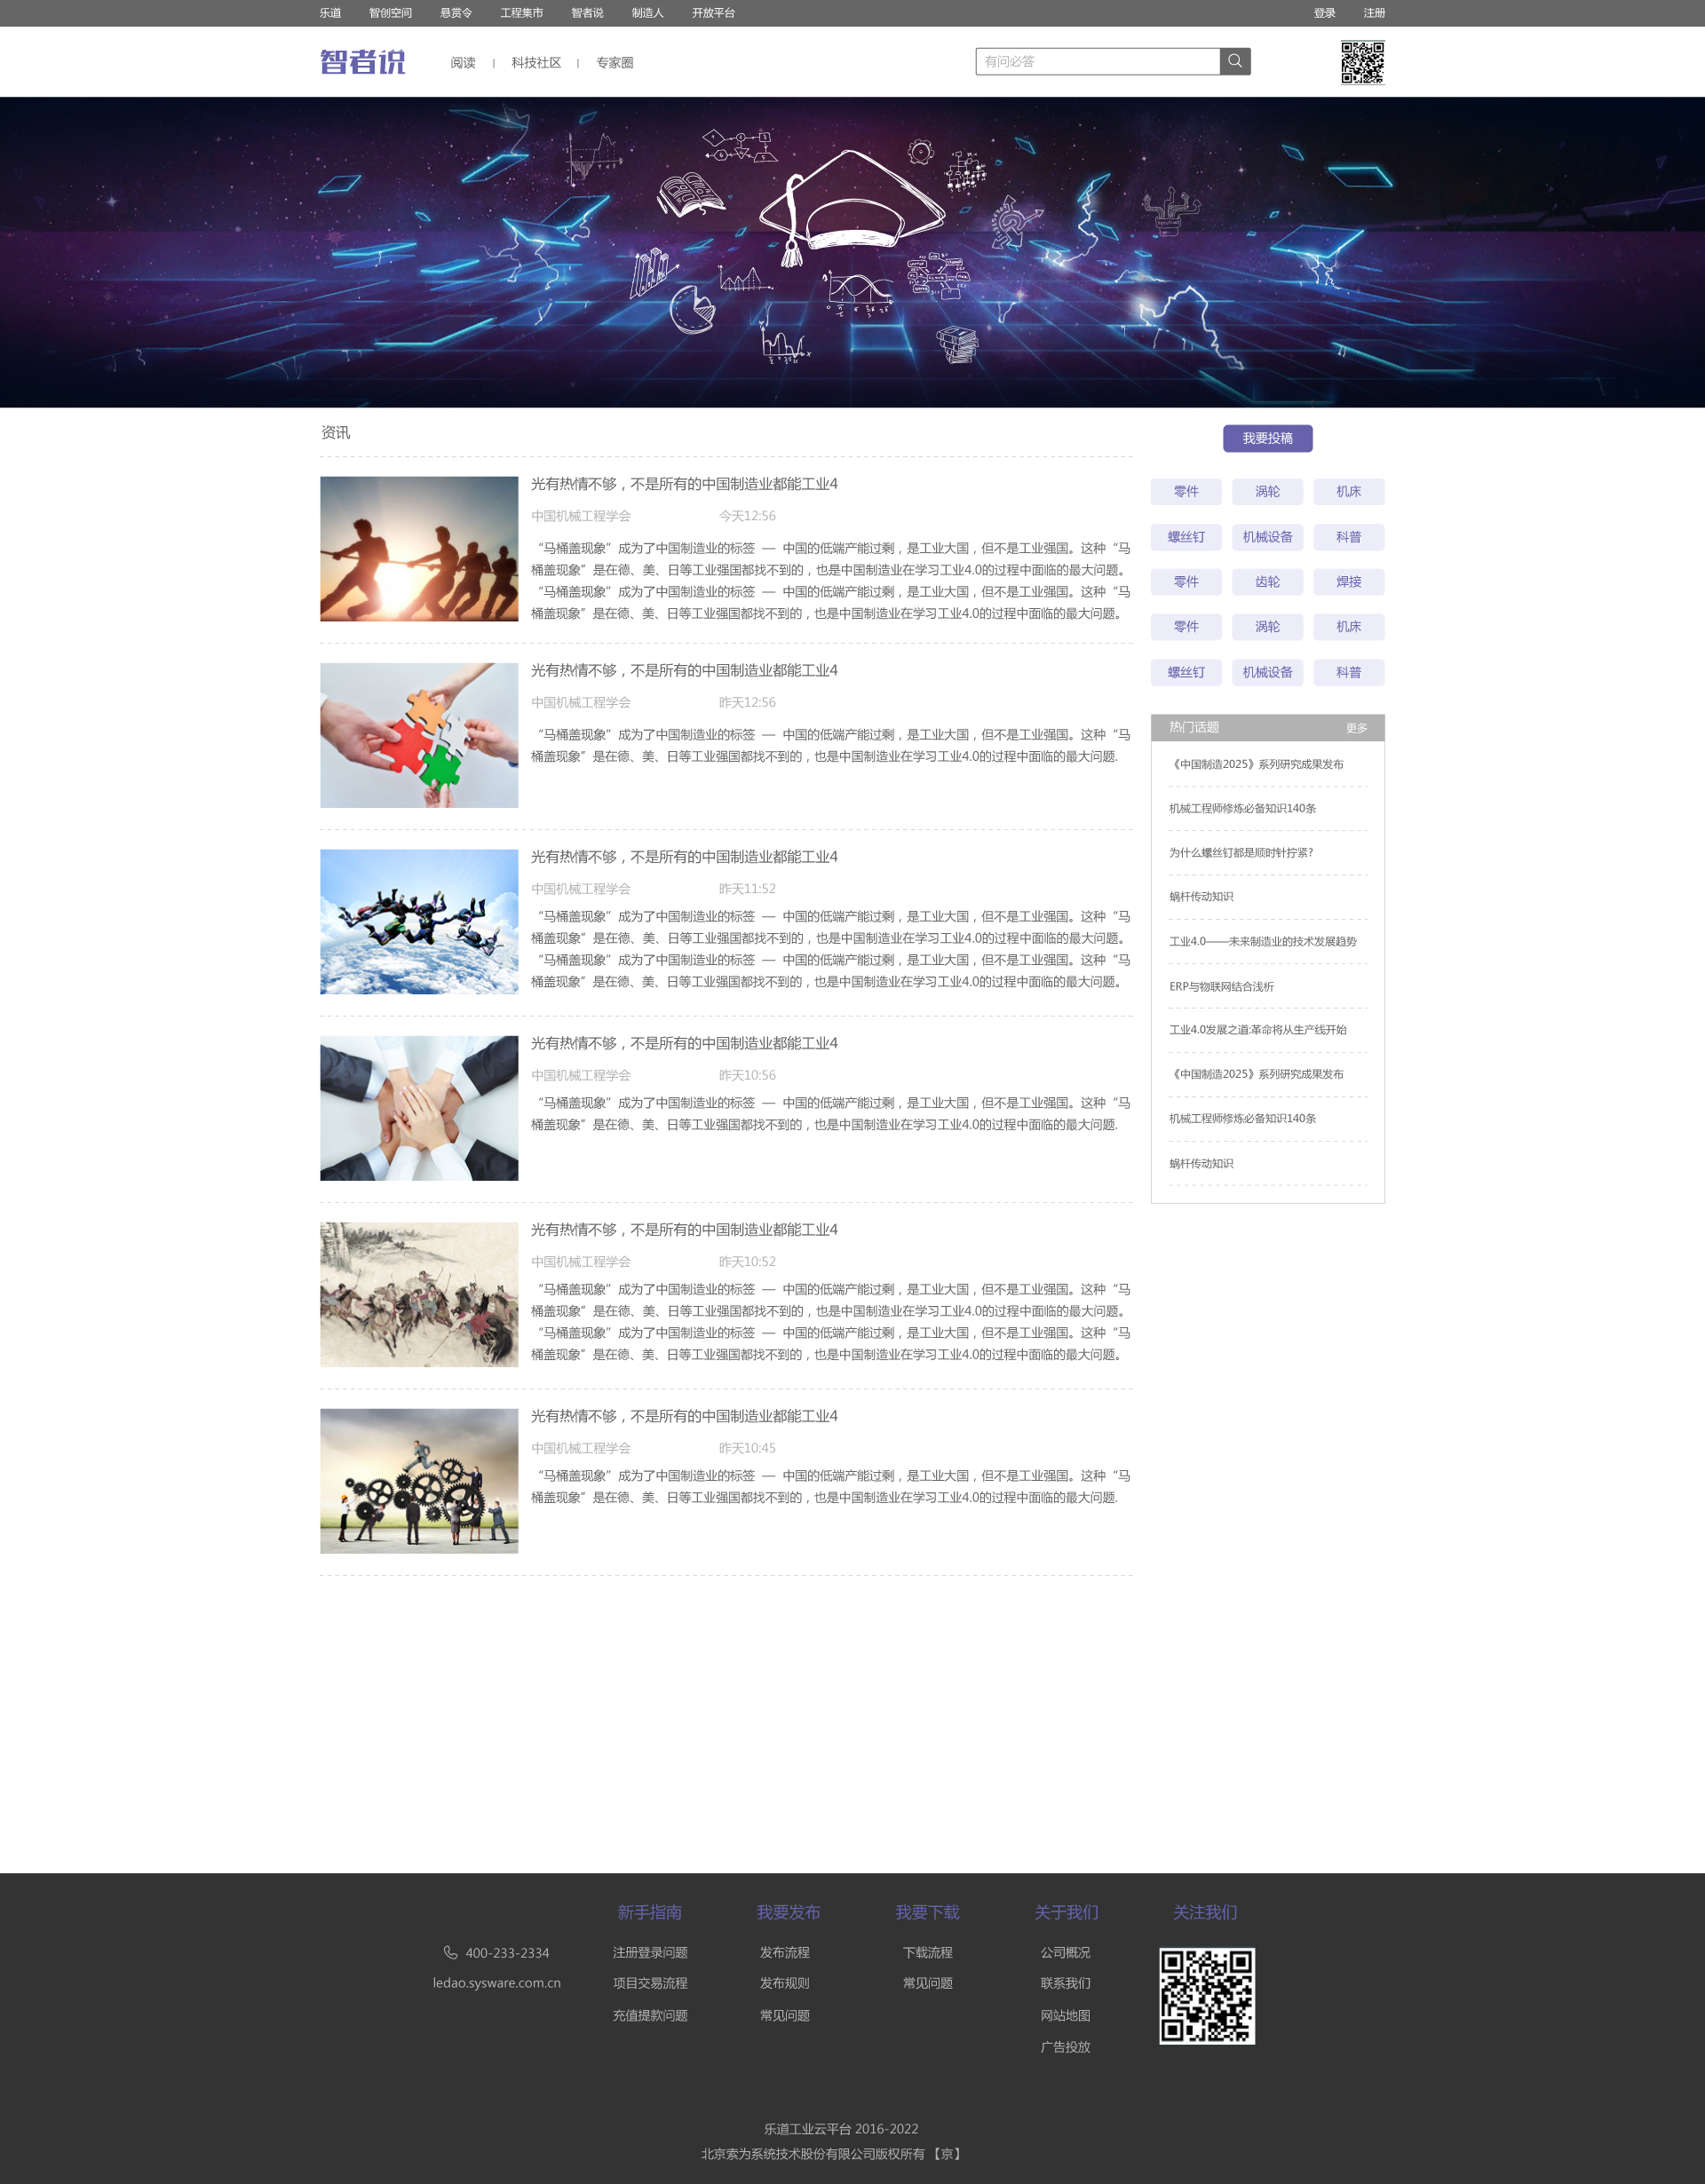 乐道 智创空间 悬赏令 工程集市 智者说 制造人 开放平台 登录 注册
智者说 阅读 | 科技社区 | 专家圈 有问必答
资讯
我要投稿
光有热情不够，不是所有的中国制造业都能工业4
中国机械工程学会 今天12:56
“马桶盖现象”成为了中国制造业的标签 — 中国的低端产能过剩，是工业大国，但不是工业强国。这种“马
桶盖现象”是在德、美、日等工业强国都找不到的，也是中国制造业在学习工业4.0的过程中面临的最大问题。
“马桶盖现象”成为了中国制造业的标签 — 中国的低端产能过剩，是工业大国，但不是工业强国。这种“马
桶盖现象”是在德、美、日等工业强国都找不到的，也是中国制造业在学习工业4.0的过程中面临的最大问题。
光有热情不够，不是所有的中国制造业都能工业4
中国机械工程学会 昨天12:56
“马桶盖现象”成为了中国制造业的标签 — 中国的低端产能过剩，是工业大国，但不是工业强国。这种“马
桶盖现象”是在德、美、日等工业强国都找不到的，也是中国制造业在学习工业4.0的过程中面临的最大问题.
光有热情不够，不是所有的中国制造业都能工业4
中国机械工程学会 昨天11:52
“马桶盖现象”成为了中国制造业的标签 — 中国的低端产能过剩，是工业大国，但不是工业强国。这种“马
桶盖现象”是在德、美、日等工业强国都找不到的，也是中国制造业在学习工业4.0的过程中面临的最大问题。
“马桶盖现象”成为了中国制造业的标签 — 中国的低端产能过剩，是工业大国，但不是工业强国。这种“马
桶盖现象”是在德、美、日等工业强国都找不到的，也是中国制造业在学习工业4.0的过程中面临的最大问题。
光有热情不够，不是所有的中国制造业都能工业4
中国机械工程学会 昨天10:56
“马桶盖现象”成为了中国制造业的标签 — 中国的低端产能过剩，是工业大国，但不是工业强国。这种“马
桶盖现象”是在德、美、日等工业强国都找不到的，也是中国制造业在学习工业4.0的过程中面临的最大问题.
光有热情不够，不是所有的中国制造业都能工业4
中国机械工程学会 昨天10:52
“马桶盖现象”成为了中国制造业的标签 — 中国的低端产能过剩，是工业大国，但不是工业强国。这种“马
桶盖现象”是在德、美、日等工业强国都找不到的，也是中国制造业在学习工业4.0的过程中面临的最大问题。
“马桶盖现象”成为了中国制造业的标签 — 中国的低端产能过剩，是工业大国，但不是工业强国。这种“马
桶盖现象”是在德、美、日等工业强国都找不到的，也是中国制造业在学习工业4.0的过程中面临的最大问题。
光有热情不够，不是所有的中国制造业都能工业4
中国机械工程学会 昨天10:45
“马桶盖现象”成为了中国制造业的标签 — 中国的低端产能过剩，是工业大国，但不是工业强国。这种“马
桶盖现象”是在德、美、日等工业强国都找不到的，也是中国制造业在学习工业4.0的过程中面临的最大问题.
零件 涡轮 机床
螺丝钉 机械设备 科普
零件 齿轮 焊接
零件 涡轮 机床
螺丝钉 机械设备 科普
热门话题 更多
《中国制造2025》系列研究成果发布
机械工程师修炼必备知识140条
为什么螺丝钉都是顺时针拧紧?
蜗杆传动知识
工业4.0——未来制造业的技术发展趋势
ERP与物联网结合浅析
工业4.0发展之道:革命将从生产线开始
《中国制造2025》系列研究成果发布
机械工程师修炼必备知识140条
蜗杆传动知识
新手指南 我要发布 我要下载 关于我们 关注我们
400-233-2334 注册登录问题 发布流程 下载流程 公司概况
ledao.sysware.com.cn 项目交易流程 发布规则 常见问题 联系我们
充值提款问题 常见问题 网站地图
广告投放
乐道工业云平台 2016-2022
北京索为系统技术股份有限公司版权所有 【京】